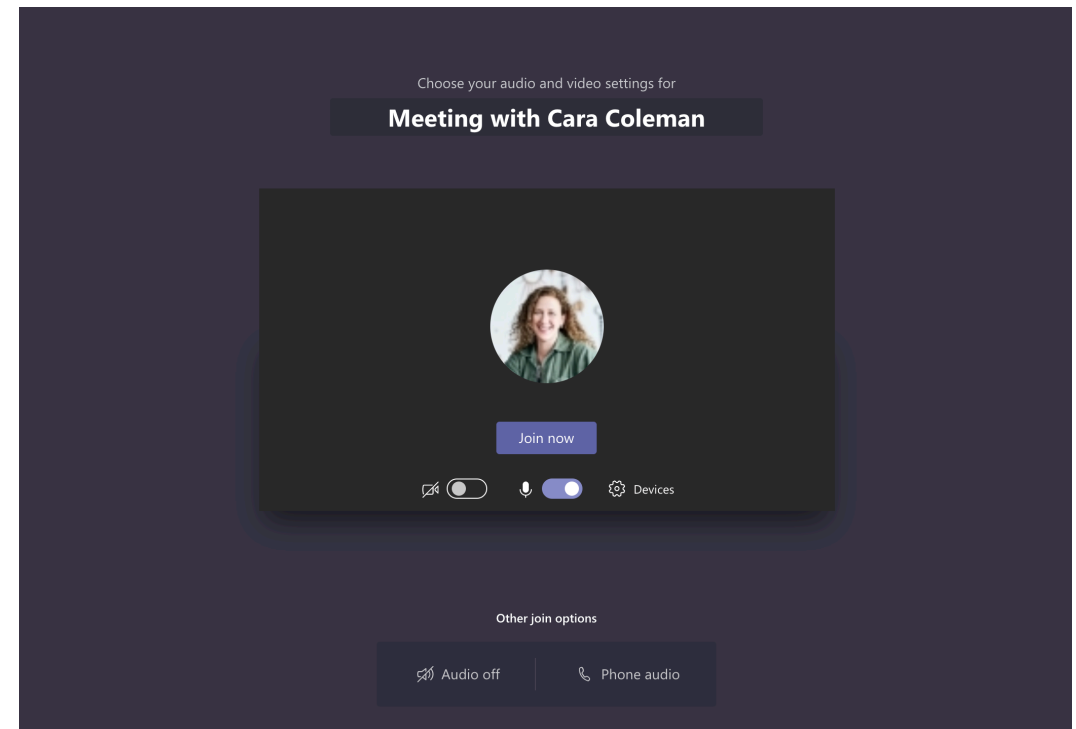 Choose your audio and video settings for
Meeting with Cara Coleman
Join now
Devices
Other join options
Audio off
Phone audio